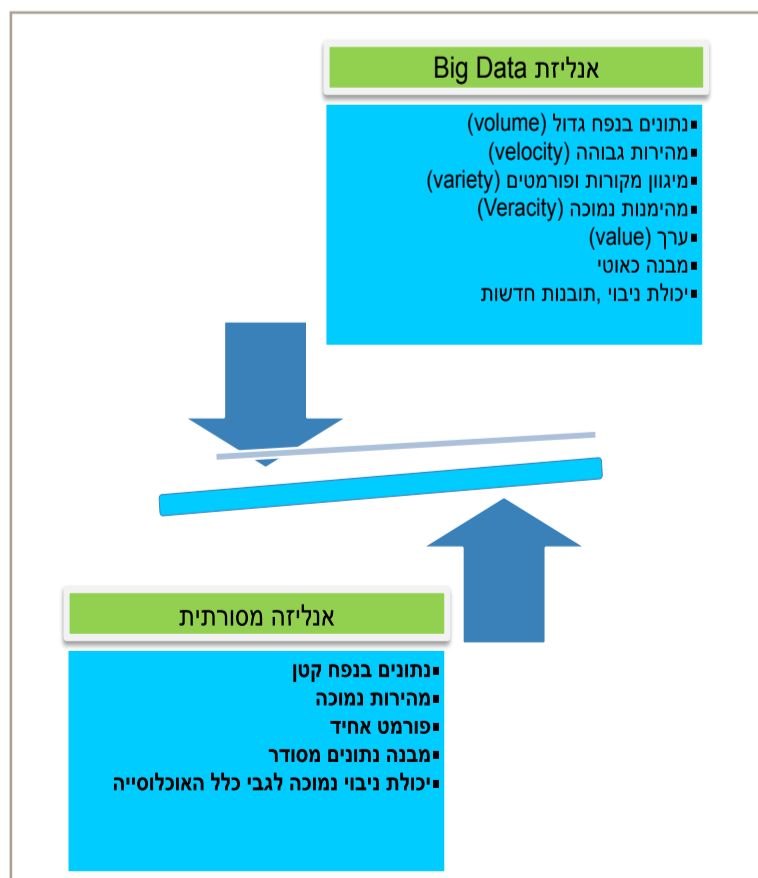 אנליזת Big Data
▪נתונים בנפח גדול (volume)
▪מהירות גבוהה (velocity)
▪מיגוון מקורות ופורמטים (variety)
▪מהימנות נמוכה (Veracity)
▪ערך (value)
▪מבנה כאוטי
▪יכולת ניבוי ,תובנות חדשות
אנליזה מסורתית
▪נתונים בנפח קטן
▪מהירות נמוכה
▪פורמט אחיד
▪מבנה נתונים מסודר
▪יכולת ניבוי נמוכה לגבי כלל האוכלוסייה